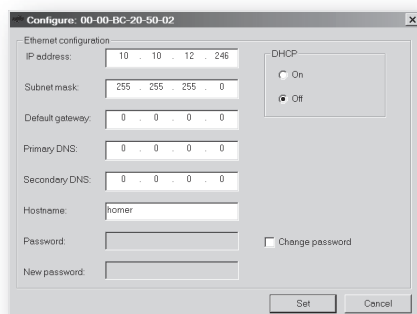 Configure: 00-00-BC-20-50-02
Ethernet configuration
IP address: 10 . 10 . 12 . 246
DHCP
On
Subnet mask: 255 . 255 . 255 . 0
Off
Default gateway: 0 . 0 . 0 . 0
Primary DNS: 0 . 0 . 0 . 0
Secondary DNS: 0 . 0 . 0 . 0
Hostname: homer
Password:
Change password
New password:
Set
Cancel